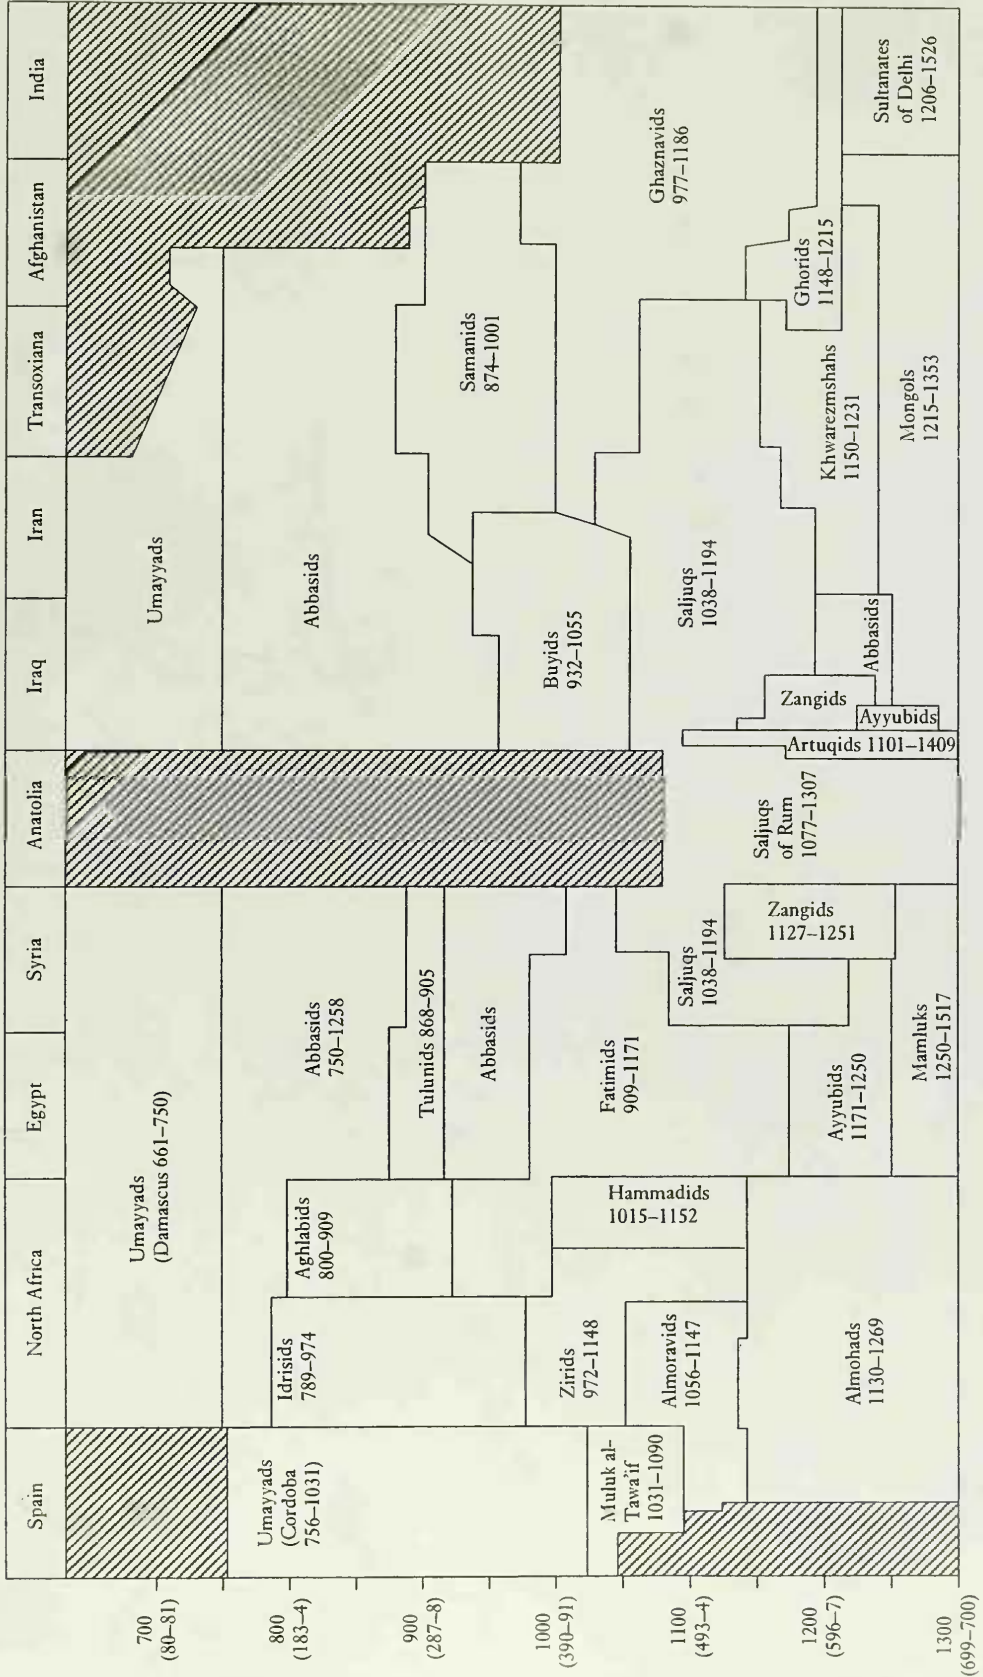 Spain
North Africa
Egypt
Syria
Anatolia
Iraq
Iran
Transoxiana
Afghanistan
India
700
(80–81)
800
(183–4)
900
(287–8)
1000
(390–91)
1100
(493–4)
1200
(596–7)
1300
(699–700)
Umayyads
(Damascus 661–750)
Umayyads
Umayyads
(Cordoba
756–1031)
Idrisids
789–974
Aghlabids
800–909
Abbasids
750–1258
Abbasids
Tulunids 868–905
Abbasids
Samanids
874–1001
Buyids
932–1055
Ghaznavids
977–1186
Muluk al-
Tawa'if
1031–1090
Zirids
972–1148
Hammadids
1015–1152
Fatimids
909–1171
Almoravids
1056–1147
Saljuqs
1038–1194
Saljuqs
1038–1194
Almohads
1130–1269
Ayyubids
1171–1250
Zangids
1127–1251
Saljuqs
of Rum
1077–1307
Artuqids 1101–1409
Zangids
Ayyubids
Abbasids
Khwarezmshahs
1150–1231
Ghorids
1148–1215
Mamluks
1250–1517
Mongols
1215–1353
Sultanates
of Delhi
1206–1526